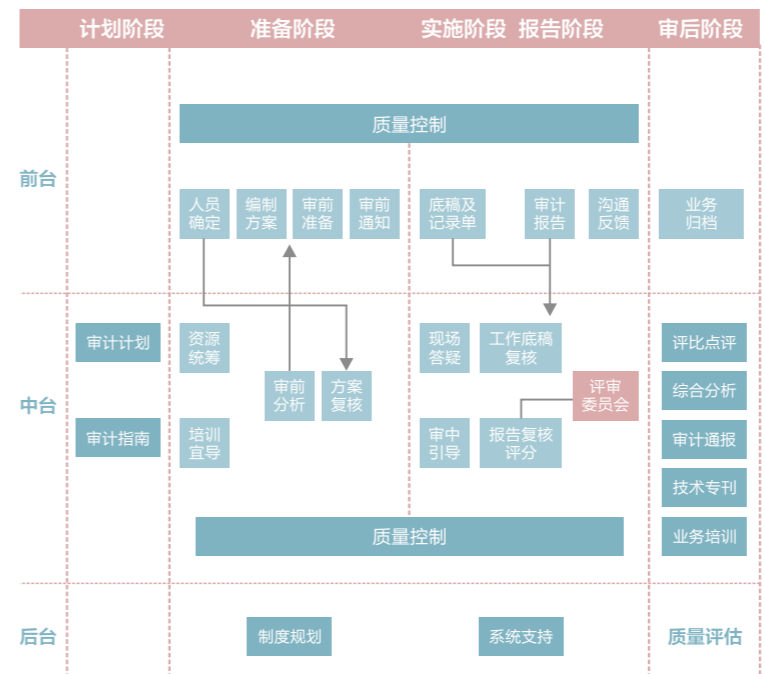 计划阶段 准备阶段 实施阶段 报告阶段 审后阶段
质量控制
前台
人员
确定
编制
方案
审前
准备
审前
通知
底稿及
记录单
审计
报告
沟通
反馈
业务
归档
中台
审计计划
资源
统筹
现场
答疑
工作底稿
复核
评比点评
审前
分析
方案
复核
评审
委员会
综合分析
审计指南
培训
宣导
审中
引导
报告复核
评分
审计通报
技术专刊
质量控制
业务培训
后台
制度规划
系统支持
质量评估